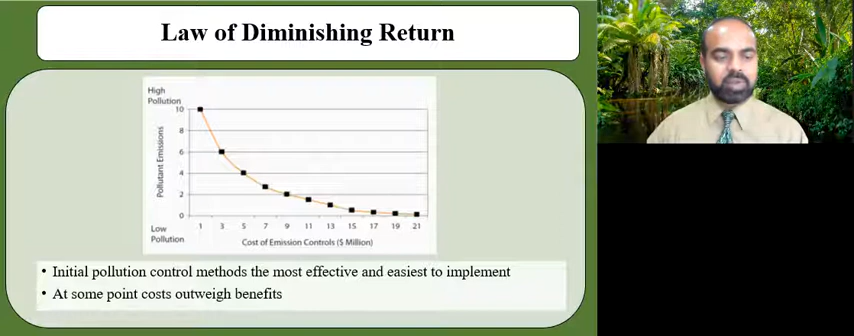 Law of Diminishing Return
High
Pollution
10
8
6
4
2
0
Pollutant Emissions
Low
Pollution
1 3 5 7 9 11 13 15 17 19 21
Cost of Emission Controls ($ Million)
• Initial pollution control methods the most effective and easiest to implement
• At some point costs outweigh benefits